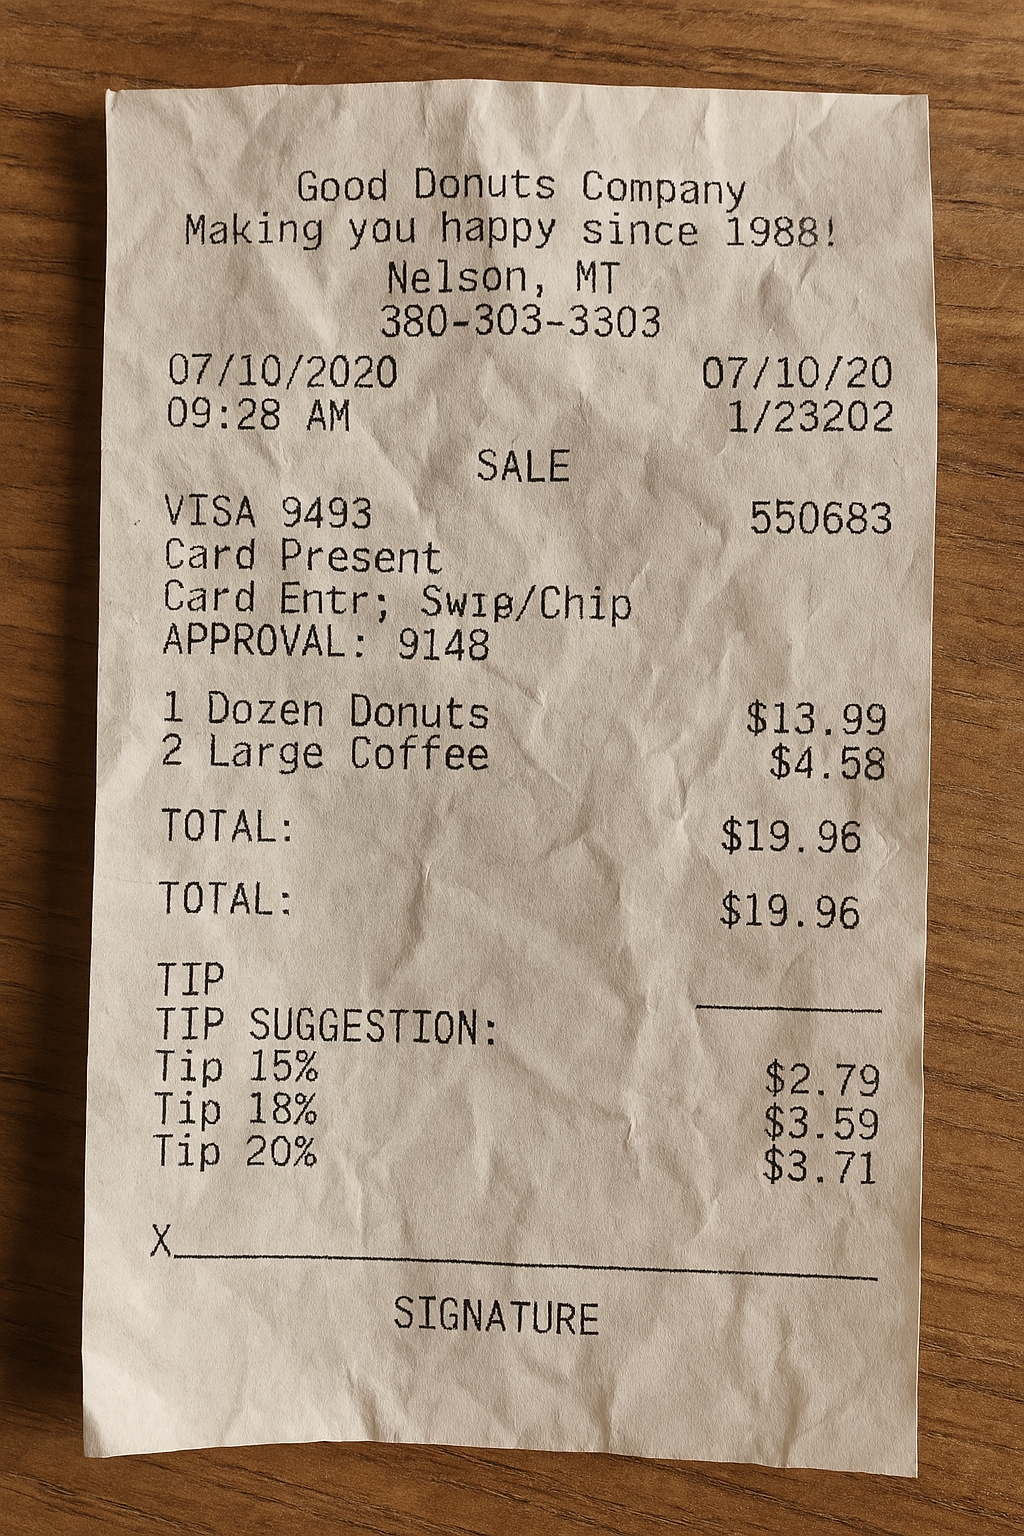 Good Donuts Company
Making you happy since 1988!
Nelson, MT
380-303-3303
07/10/2020 07/10/20
09:28 AM 1/23202
SALE
VISA 9493 550683
Card Present
Card Entr; Swip/Chip
APPROVAL: 9148
1 Dozen Donuts $13.99
2 Large Coffee $4.58
TOTAL: $19.96
TOTAL: $19.96
TIP
TIP SUGGESTION:
Tip 15% $2.79
Tip 18% $3.59
Tip 20% $3.71
X
SIGNATURE